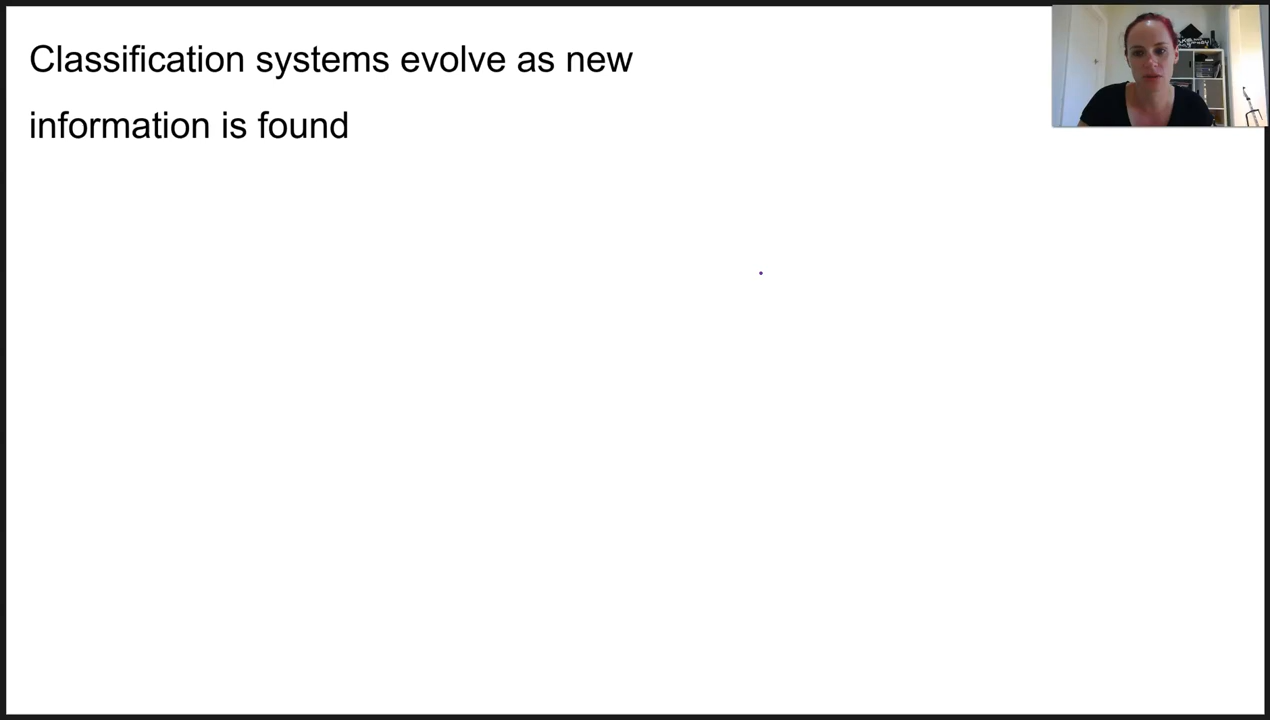 Classification systems evolve as new
information is found